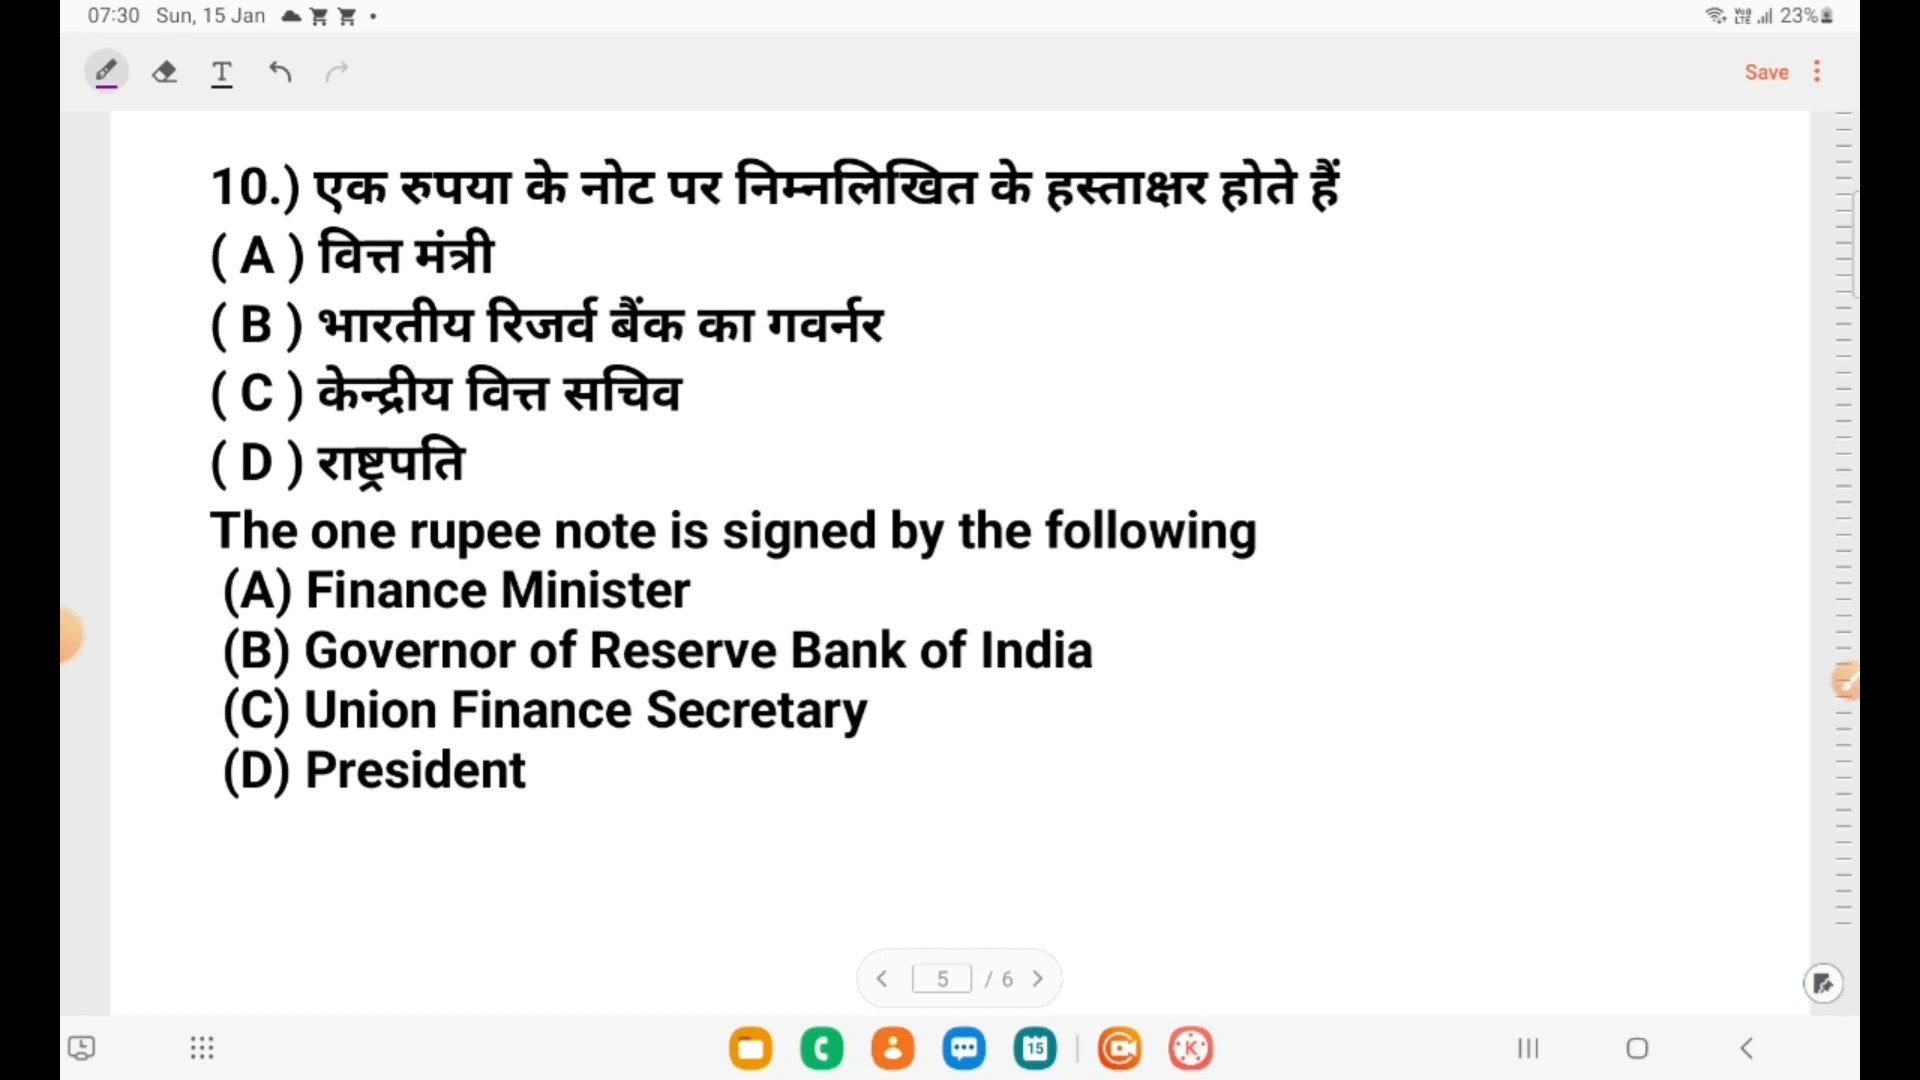 07:30 Sun, 15 Jan
23%
Save
10.) एक रुपया के नोट पर निम्नलिखित के हस्ताक्षर होते हैं
( A ) वित्त मंत्री
( B ) भारतीय रिजर्व बैंक का गवर्नर
( C ) केन्द्रीय वित्त सचिव
( D ) राष्ट्रपति
The one rupee note is signed by the following
(A) Finance Minister
(B) Governor of Reserve Bank of India
(C) Union Finance Secretary
(D) President
5 / 6
15
K